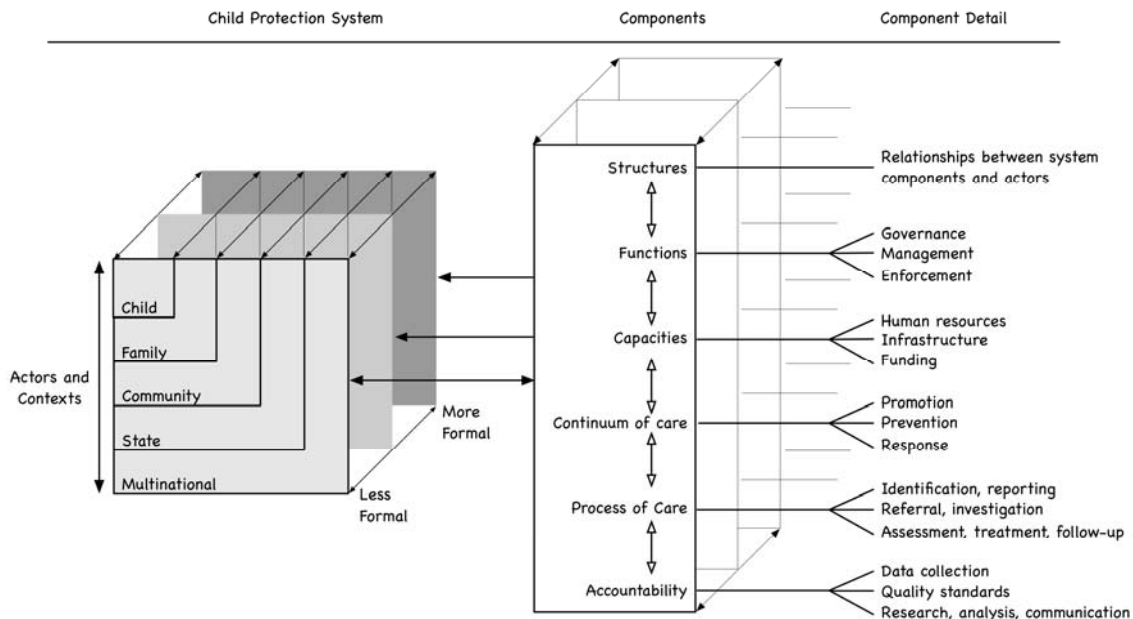 Child Protection System
Components
Component Detail
Actors and
Contexts
Child
Family
Community
State
Multinational
More
Formal
Less
Formal
Structures
Functions
Capacities
Continuum of care
Process of Care
Accountability
Relationships between system
components and actors
Governance
Management
Enforcement
Human resources
Infrastructure
Funding
Promotion
Prevention
Response
Identification, reporting
Referral, investigation
Assessment, treatment, follow-up
Data collection
Quality standards
Research, analysis, communication